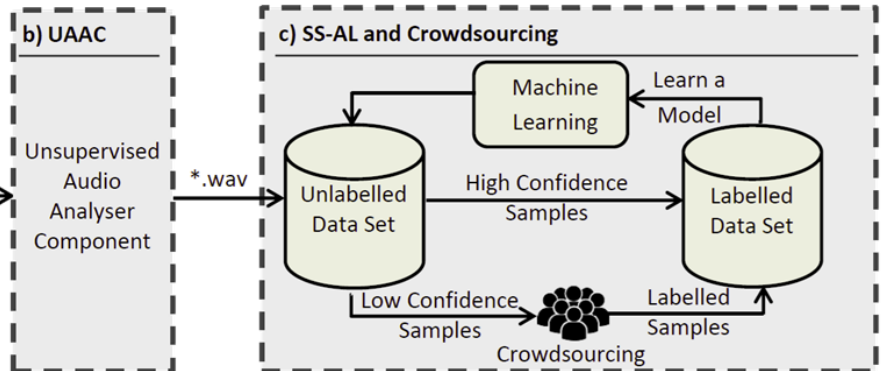 b) UAAC
Unsupervised
Audio
Analyser
Component
*.wav
c) SS-AL and Crowdsourcing
Machine
Learning
Learn a
Model
Unlabelled
Data Set
High Confidence
Samples
Labelled
Data Set
Low Confidence
Samples
Crowdsourcing
Labelled
Samples